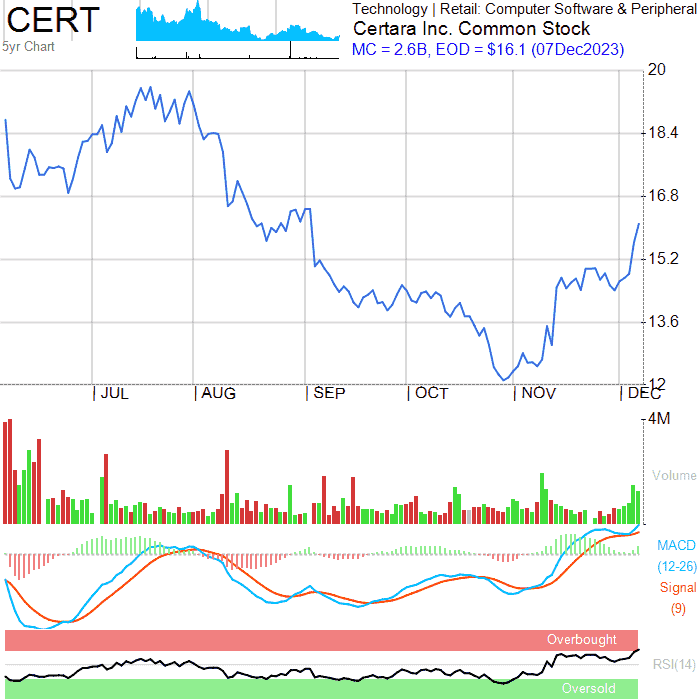 CERT
5yr Chart
Technology | Retail: Computer Software & Peripheral
Certara Inc. Common Stock
MC = 2.6B, EOD = $16.1 (07Dec2023)
20
18.4
16.8
15.2
13.6
12
JUL AUG SEP OCT NOV DEC
4M
Volume
MACD
(12-26)
Signal
(9)
Overbought
RSI(14)
Oversold